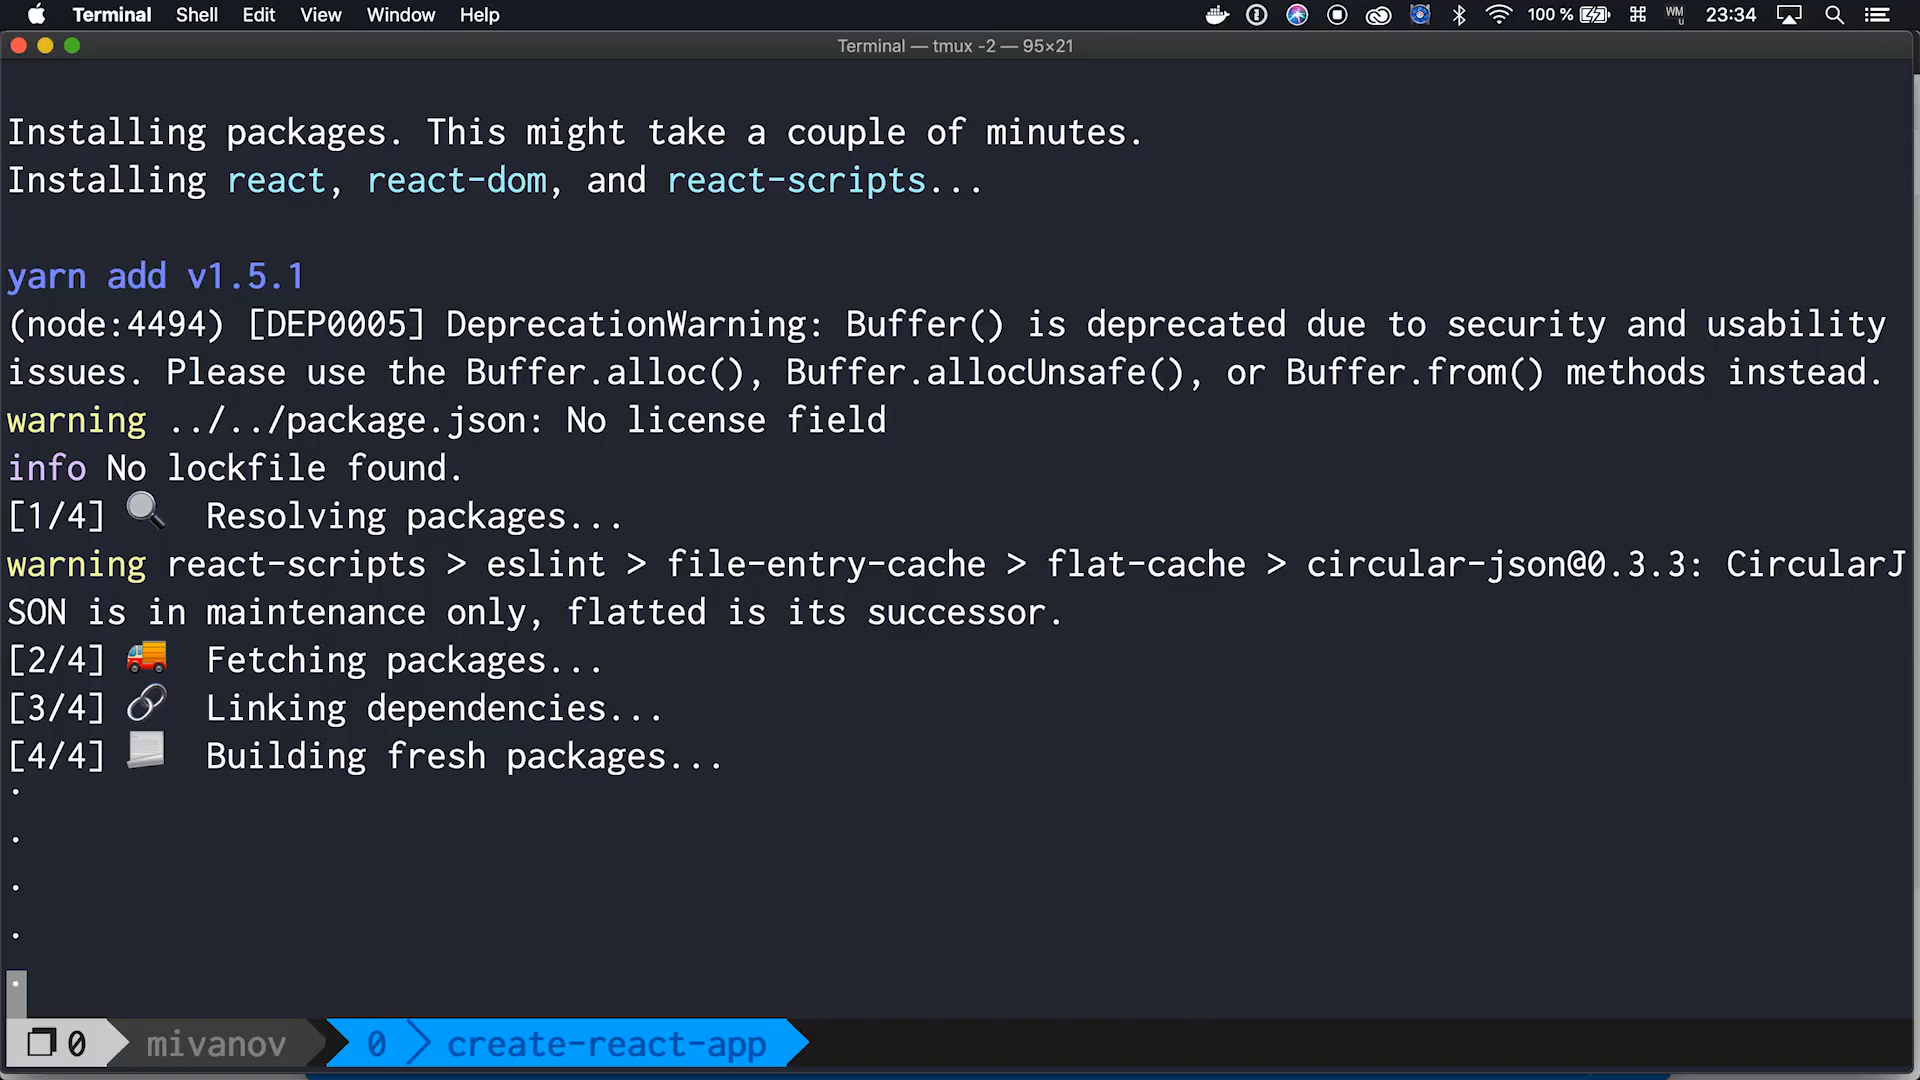 Terminal Shell Edit View Window Help 100 % WM 23:34
Terminal — tmux -2 — 95×21
Installing packages. This might take a couple of minutes.
Installing react, react-dom, and react-scripts...
yarn add v1.5.1
(node:4494) [DEP0005] DeprecationWarning: Buffer() is deprecated due to security and usability
issues. Please use the Buffer.alloc(), Buffer.allocUnsafe(), or Buffer.from() methods instead.
warning ../../package.json: No license field
info No lockfile found.
[1/4] 🔍 Resolving packages...
warning react-scripts > eslint > file-entry-cache > flat-cache > circular-json@0.3.3: CircularJ
SON is in maintenance only, flatted is its successor.
[2/4] 🚚 Fetching packages...
[3/4] 🔗 Linking dependencies...
[4/4] 📃 Building fresh packages...
.
.
.
.
.
0 mivanov 0 create-react-app